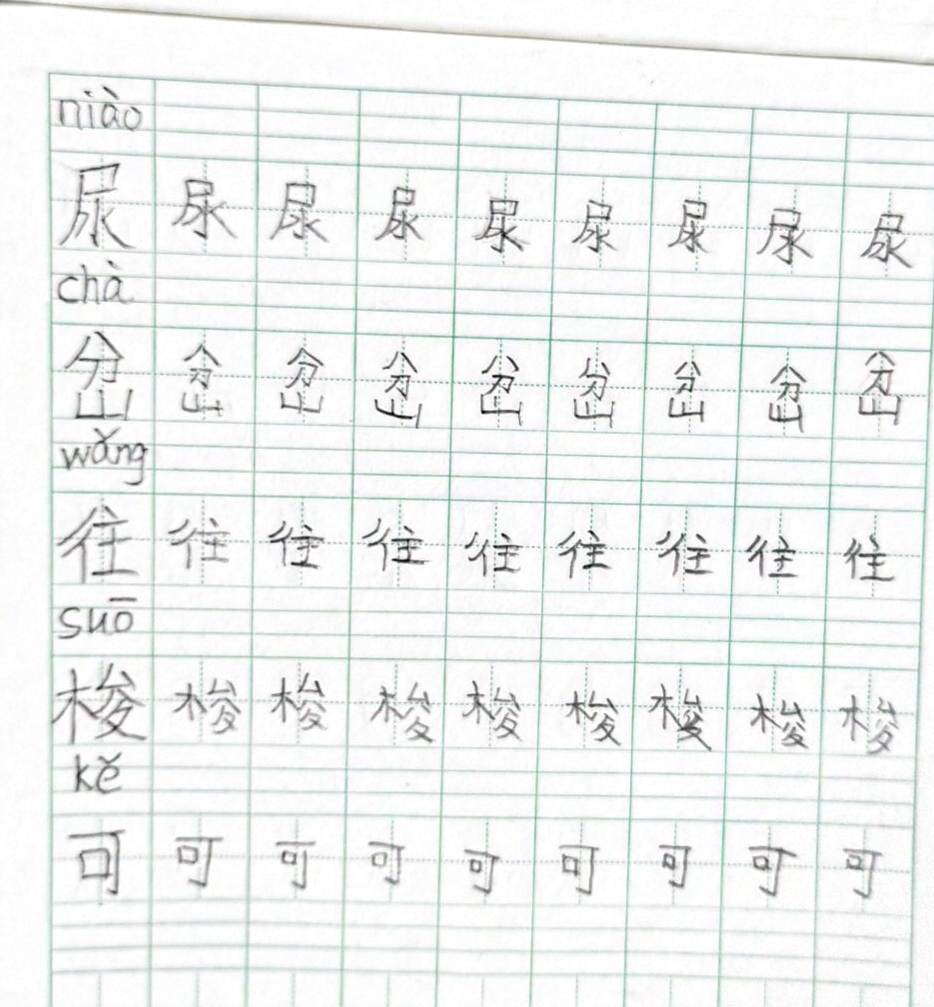 niào
尿 尿 尿 尿 尿 尿 尿 尿 尿
chà
岔 岔 岔 岔 岔 岔 岔 岔 岔
wǎng
往 往 往 往 往 往 往 往 往
suō
梭 梭 梭 梭 梭 梭 梭 梭 梭
kě
可 可 可 可 可 可 可 可 可